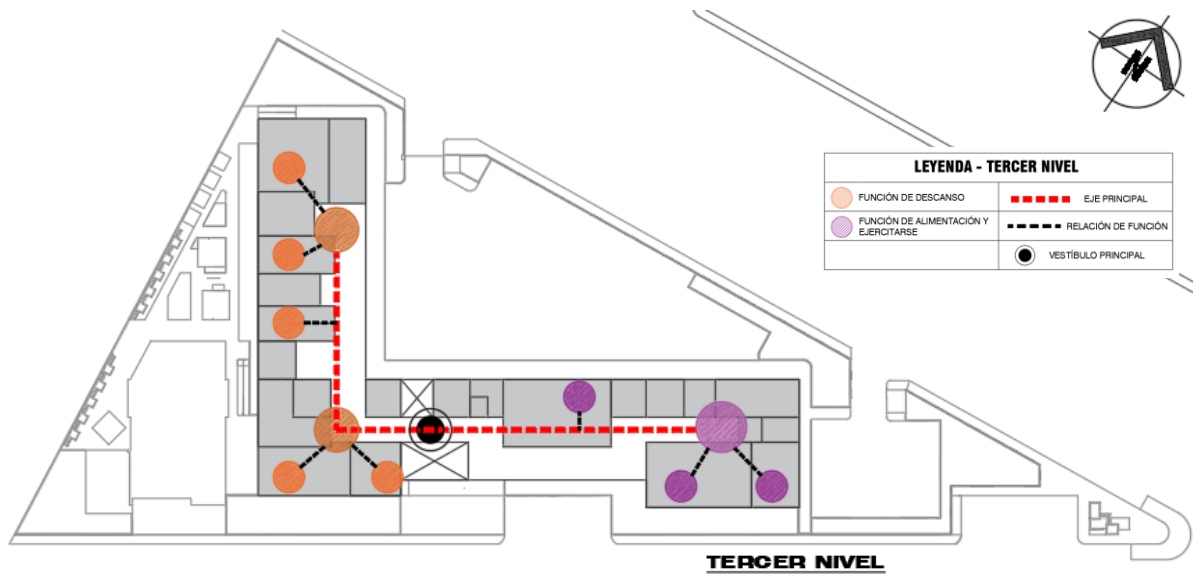 N
LEYENDA - TERCER NIVEL
FUNCIÓN DE DESCANSO
EJE PRINCIPAL
FUNCIÓN DE ALIMENTACIÓN Y
EJERCITARSE
RELACIÓN DE FUNCIÓN
VESTÍBULO PRINCIPAL
TERCER NIVEL